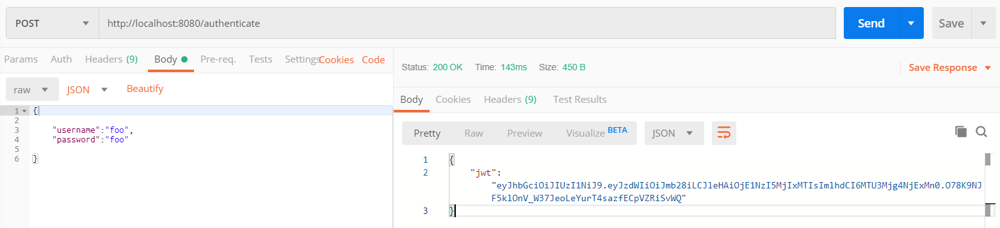 POST http://localhost:8080/authenticate Send Save
Params Auth Headers (9) Body Pre-req. Tests Settings Cookies Code
Status: 200 OK Time: 143ms Size: 450 B Save Response
raw JSON Beautify
1 {
2
3 "username":"foo",
4 "password":"foo"
5
6 }
Body Cookies Headers (9) Test Results
Pretty Raw Preview Visualize BETA JSON
1 {
2 "jwt":
"eyJhbGciOiJIUzI1NiJ9.eyJzdWIiOiJmb28iLCJleHAiOjE1NzI5MjIxMTIsImlhdCI6MTU3Mjg4NjExMn0.O78K9NJ
F5klOnV_W37JeoLeYurT4sazfECpVZRiSvWQ"
3 }